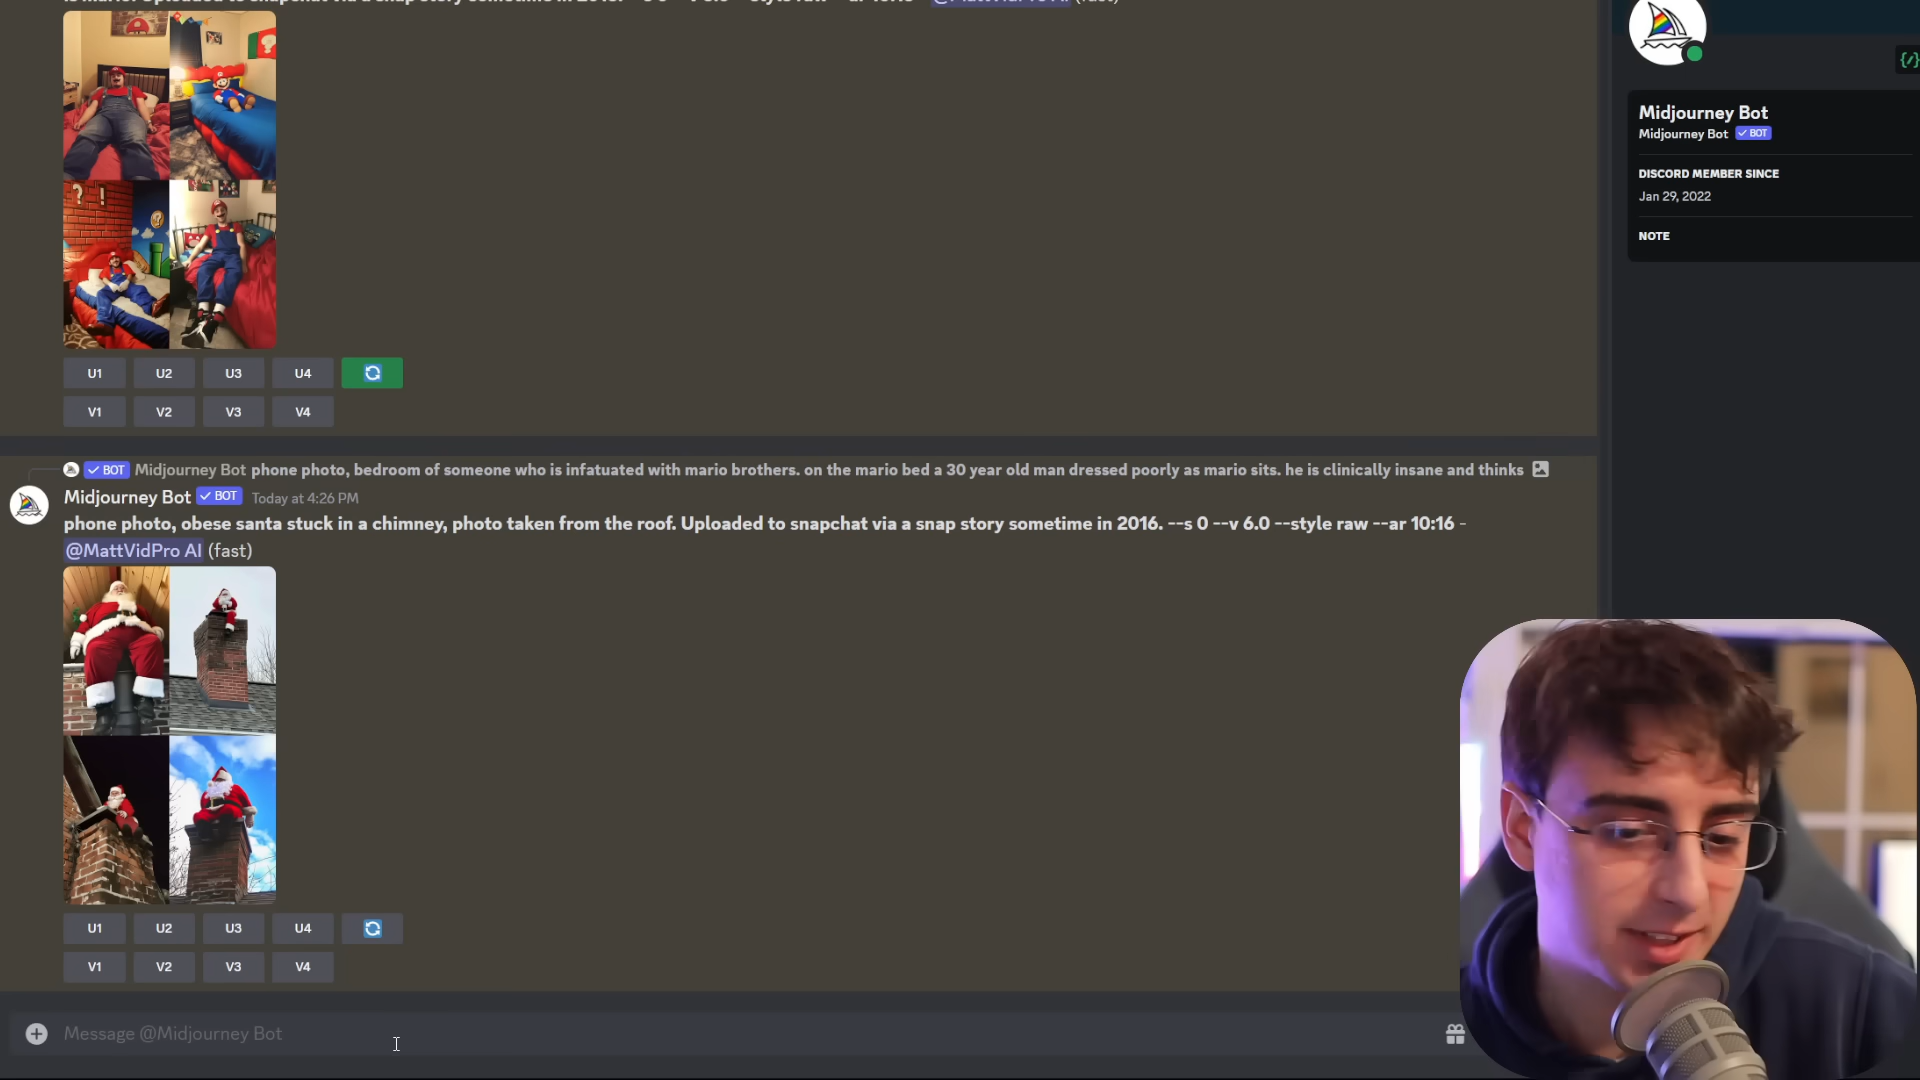 U1 U2 U3 U4
V1 V2 V3 V4
BOT Midjourney Bot phone photo, bedroom of someone who is infatuated with mario brothers. on the mario bed a 30 year old man dressed poorly as mario sits. he is clinically insane and thinks
Midjourney Bot BOT Today at 4:26 PM
phone photo, obese santa stuck in a chimney, photo taken from the roof. Uploaded to snapchat via a snap story sometime in 2016. --s 0 --v 6.0 --style raw --ar 10:16 -
@MattVidPro AI (fast)
U1 U2 U3 U4
V1 V2 V3 V4
Message @Midjourney Bot
Midjourney Bot
Midjourney Bot BOT
DISCORD MEMBER SINCE
Jan 29, 2022
NOTE